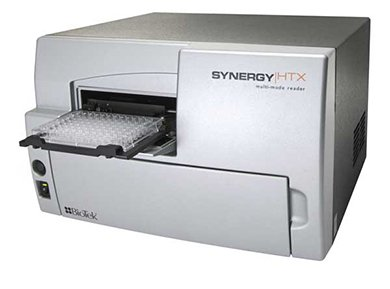 SYNERGY|HTX
multi-mode reader
BioTek